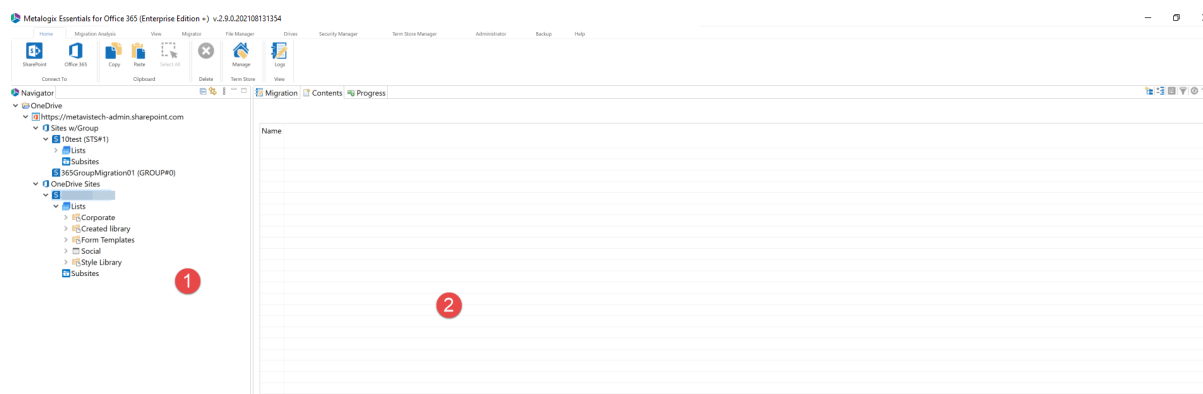 Metalogix Essentials for Office 365 (Enterprise Edition +) v.2.9.0.202108131354
Home Migration Analysis View Migrator File Manager Drives Security Manager Term Store Manager Administrator Backup Help
SharePoint Office 365 Copy Paste Select All Manage Logs
Connect To Clipboard Delete Term Store View
Navigator
Migration Contents Progress
OneDrive
https://metavistech-admin.sharepoint.com
Sites w/Group
10test (STS#1)
Lists
Subsites
365GroupMigration01 (GROUP#0)
OneDrive Sites
Lists
Corporate
Created library
Form Templates
Social
Style Library
Subsites
1
Name
2